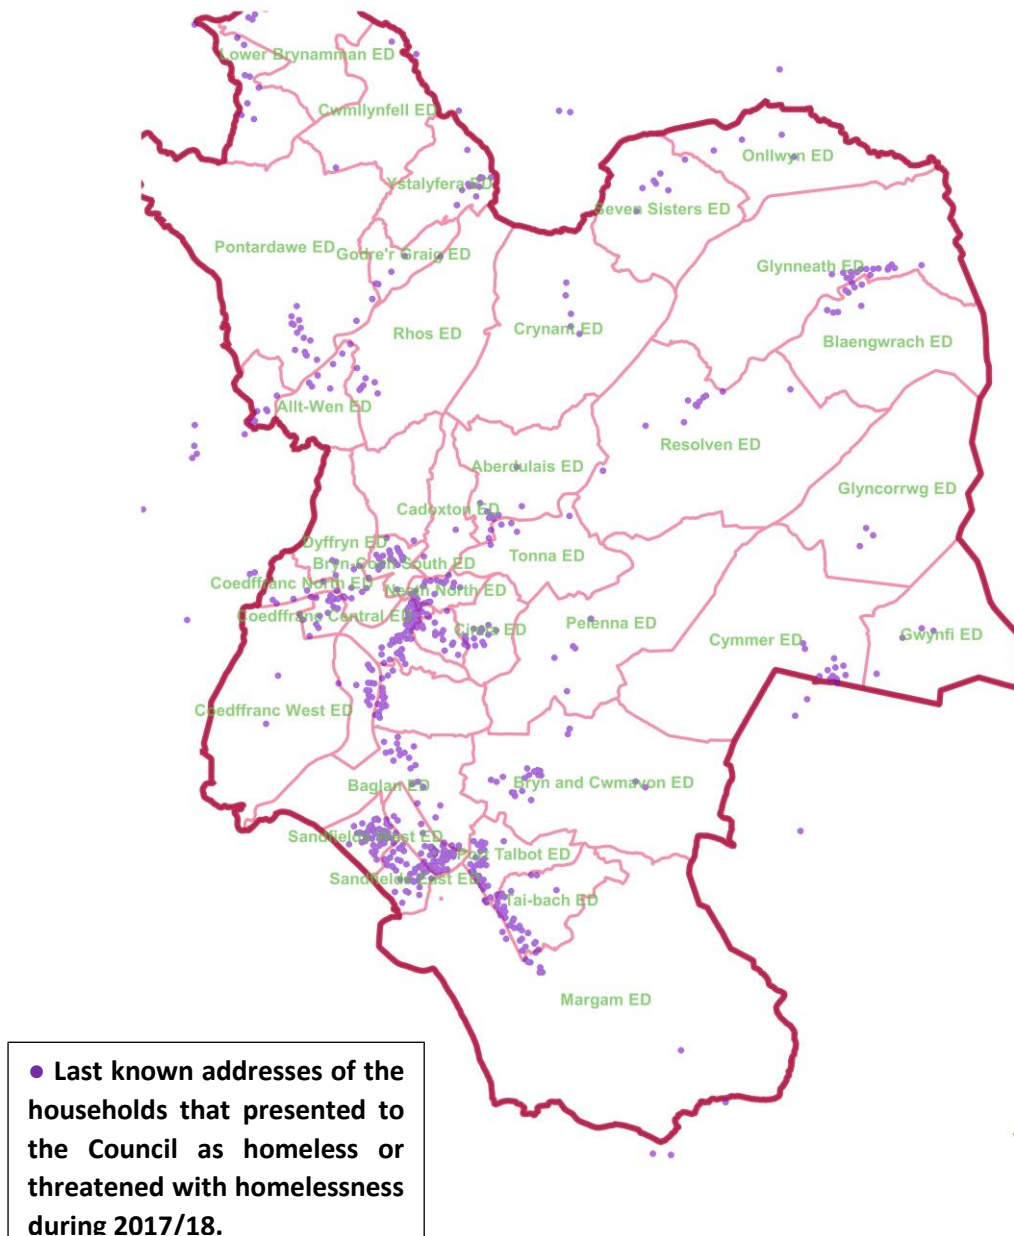 Lower Brynamman ED
Cwmllynfell ED
Onllwyn ED
Ystalyfera ED
Seven Sisters ED
Pontardawe ED
Godre'r Graig ED
Glynneath ED
Rhos ED
Crynant ED
Blaengwrach ED
Allt-Wen ED
Resolven ED
Aberdulais ED
Glyncorrwg ED
Cadoxton ED
Dyffryn ED
Tonna ED
Bryn-Coch South ED
Coedffranc North ED
Neath North ED
Coedffranc Central ED
Cimla ED
Pelenna ED
Cymmer ED
Gwynfi ED
Coedffranc West ED
Baglan ED
Bryn and Cwmavon ED
Sandfields West ED
Port Talbot ED
Sandfields East ED
Tai-bach ED
Margam ED
● Last known addresses of the
households that presented to
the Council as homeless or
threatened with homelessness
during 2017/18.